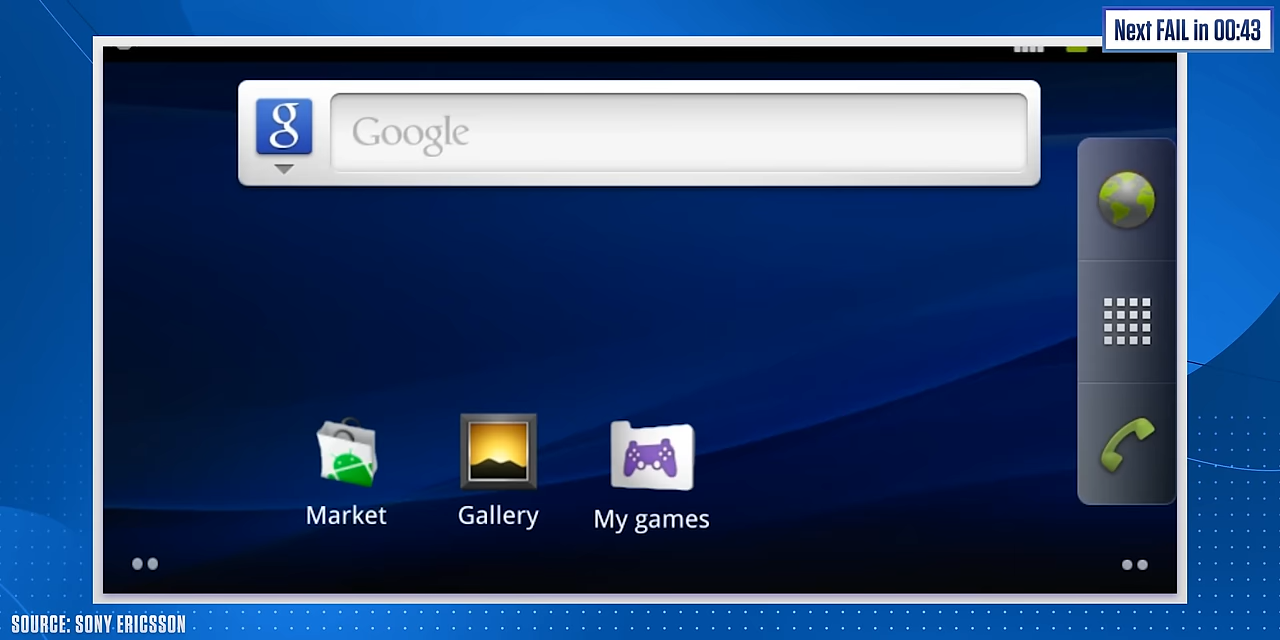 Next FAIL in 00:43
g
Google
Market
Gallery
My games
SOURCE: SONY ERICSSON